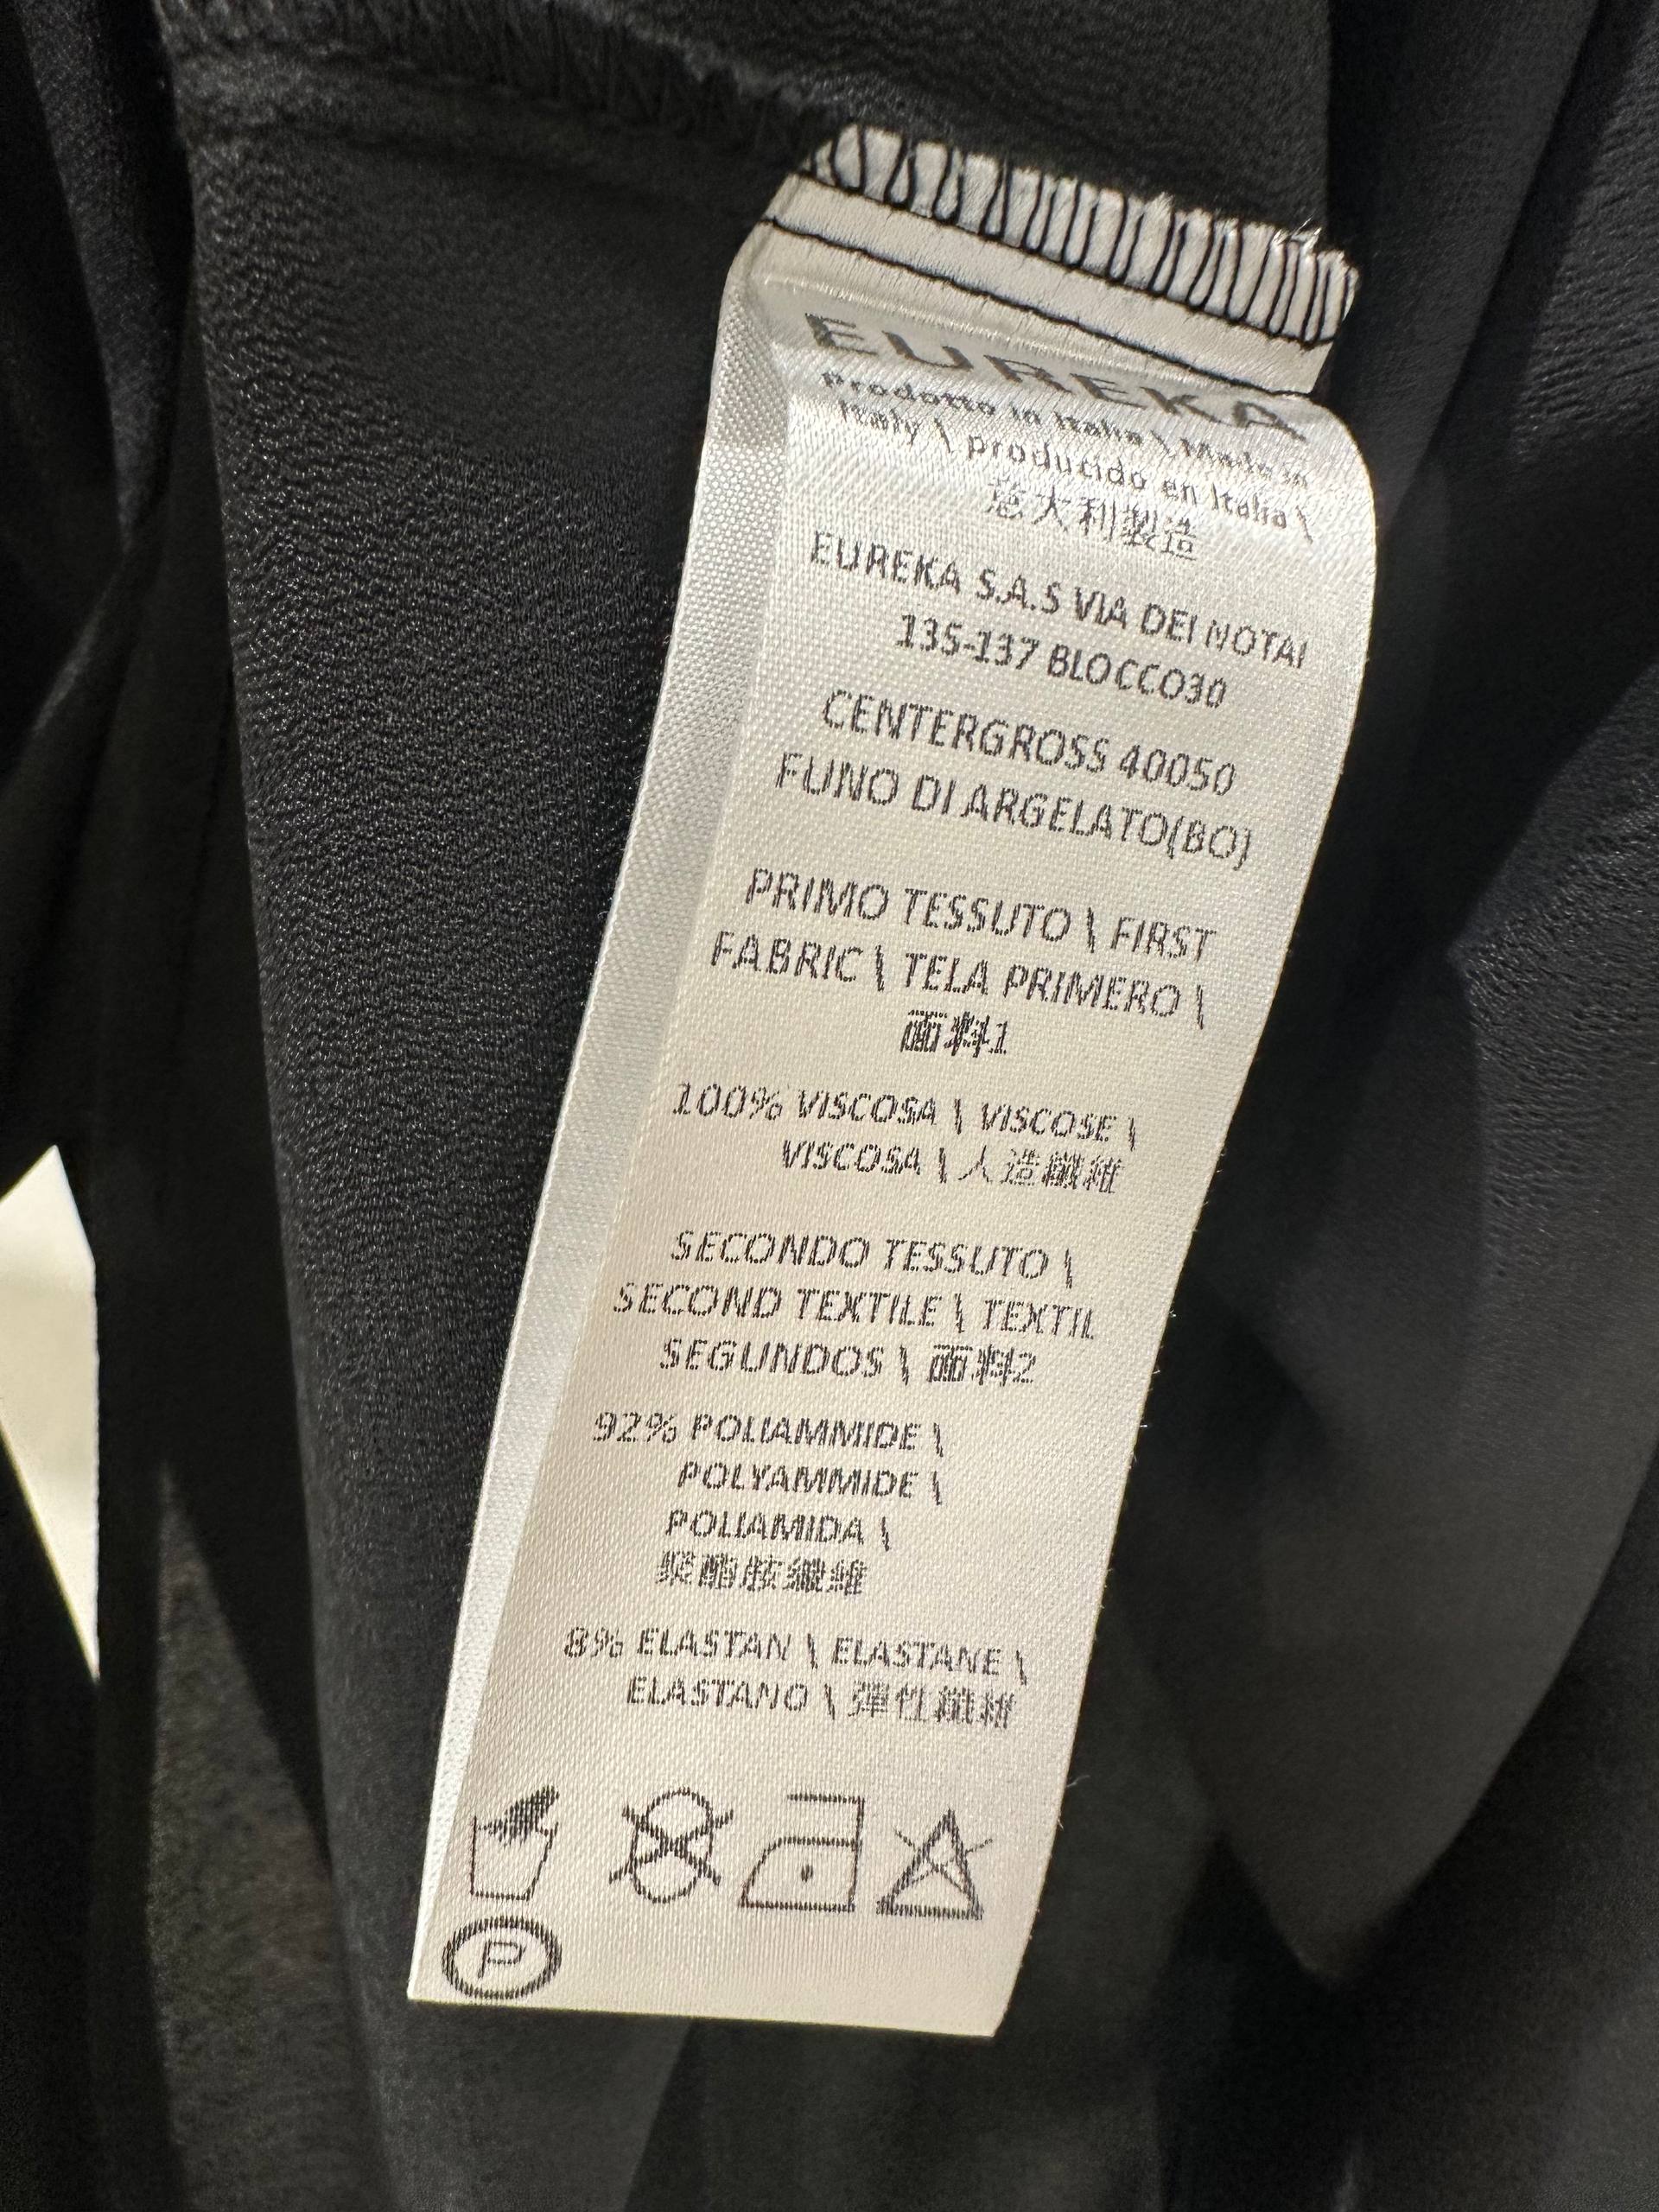 EUREKA
Prodotto in Italia \ Made in
Italy \ producido en Italia \
意大利製造
EUREKA S.A.S VIA DEI NOTAI
135-137 BLOCCO30
CENTERGROSS 40050
FUNO DI ARGELATO(BO)
PRIMO TESSUTO \ FIRST
FABRIC \ TELA PRIMERO \
面料1
100% VISCOSA \ VISCOSE \
VISCOSA \ 人造纖維
SECONDO TESSUTO \
SECOND TEXTILE \ TEXTIL
SEGUNDOS \ 面料2
92% POLIAMMIDE \
POLYAMMIDE \
POLIAMIDA \
聚酰胺纖維
8% ELASTAN \ ELASTANE \
ELASTANO \ 彈性纖維
P